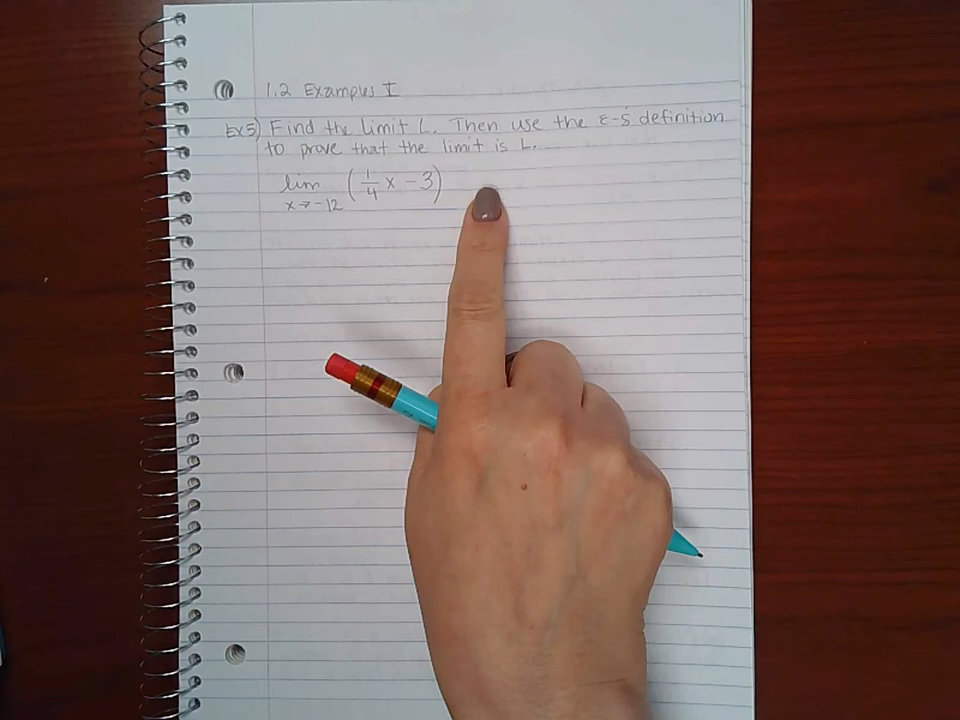 1.2 Examples I
Ex5) Find the limit L. Then use the ε-δ definition
to prove that the limit is L.
lim (1/4 x - 3)
x → -12